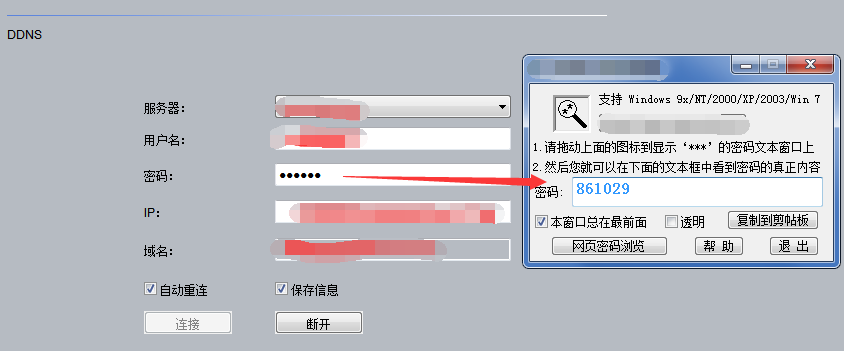 DDNS
服务器：
用户名：
密码：
●●●●●●
IP：
域名：
自动重连 保存信息
连接 断开
支持 Windows 9x/NT/2000/XP/2003/Win 7
1.请拖动上面的图标到显示‘***’的密码文本窗口上
2.然后您就可以在下面的文本框中看到密码的真正内容
密码: 861029
本窗口总在最前面 透明 复制到剪帖板
网页密码浏览 帮 助 退 出